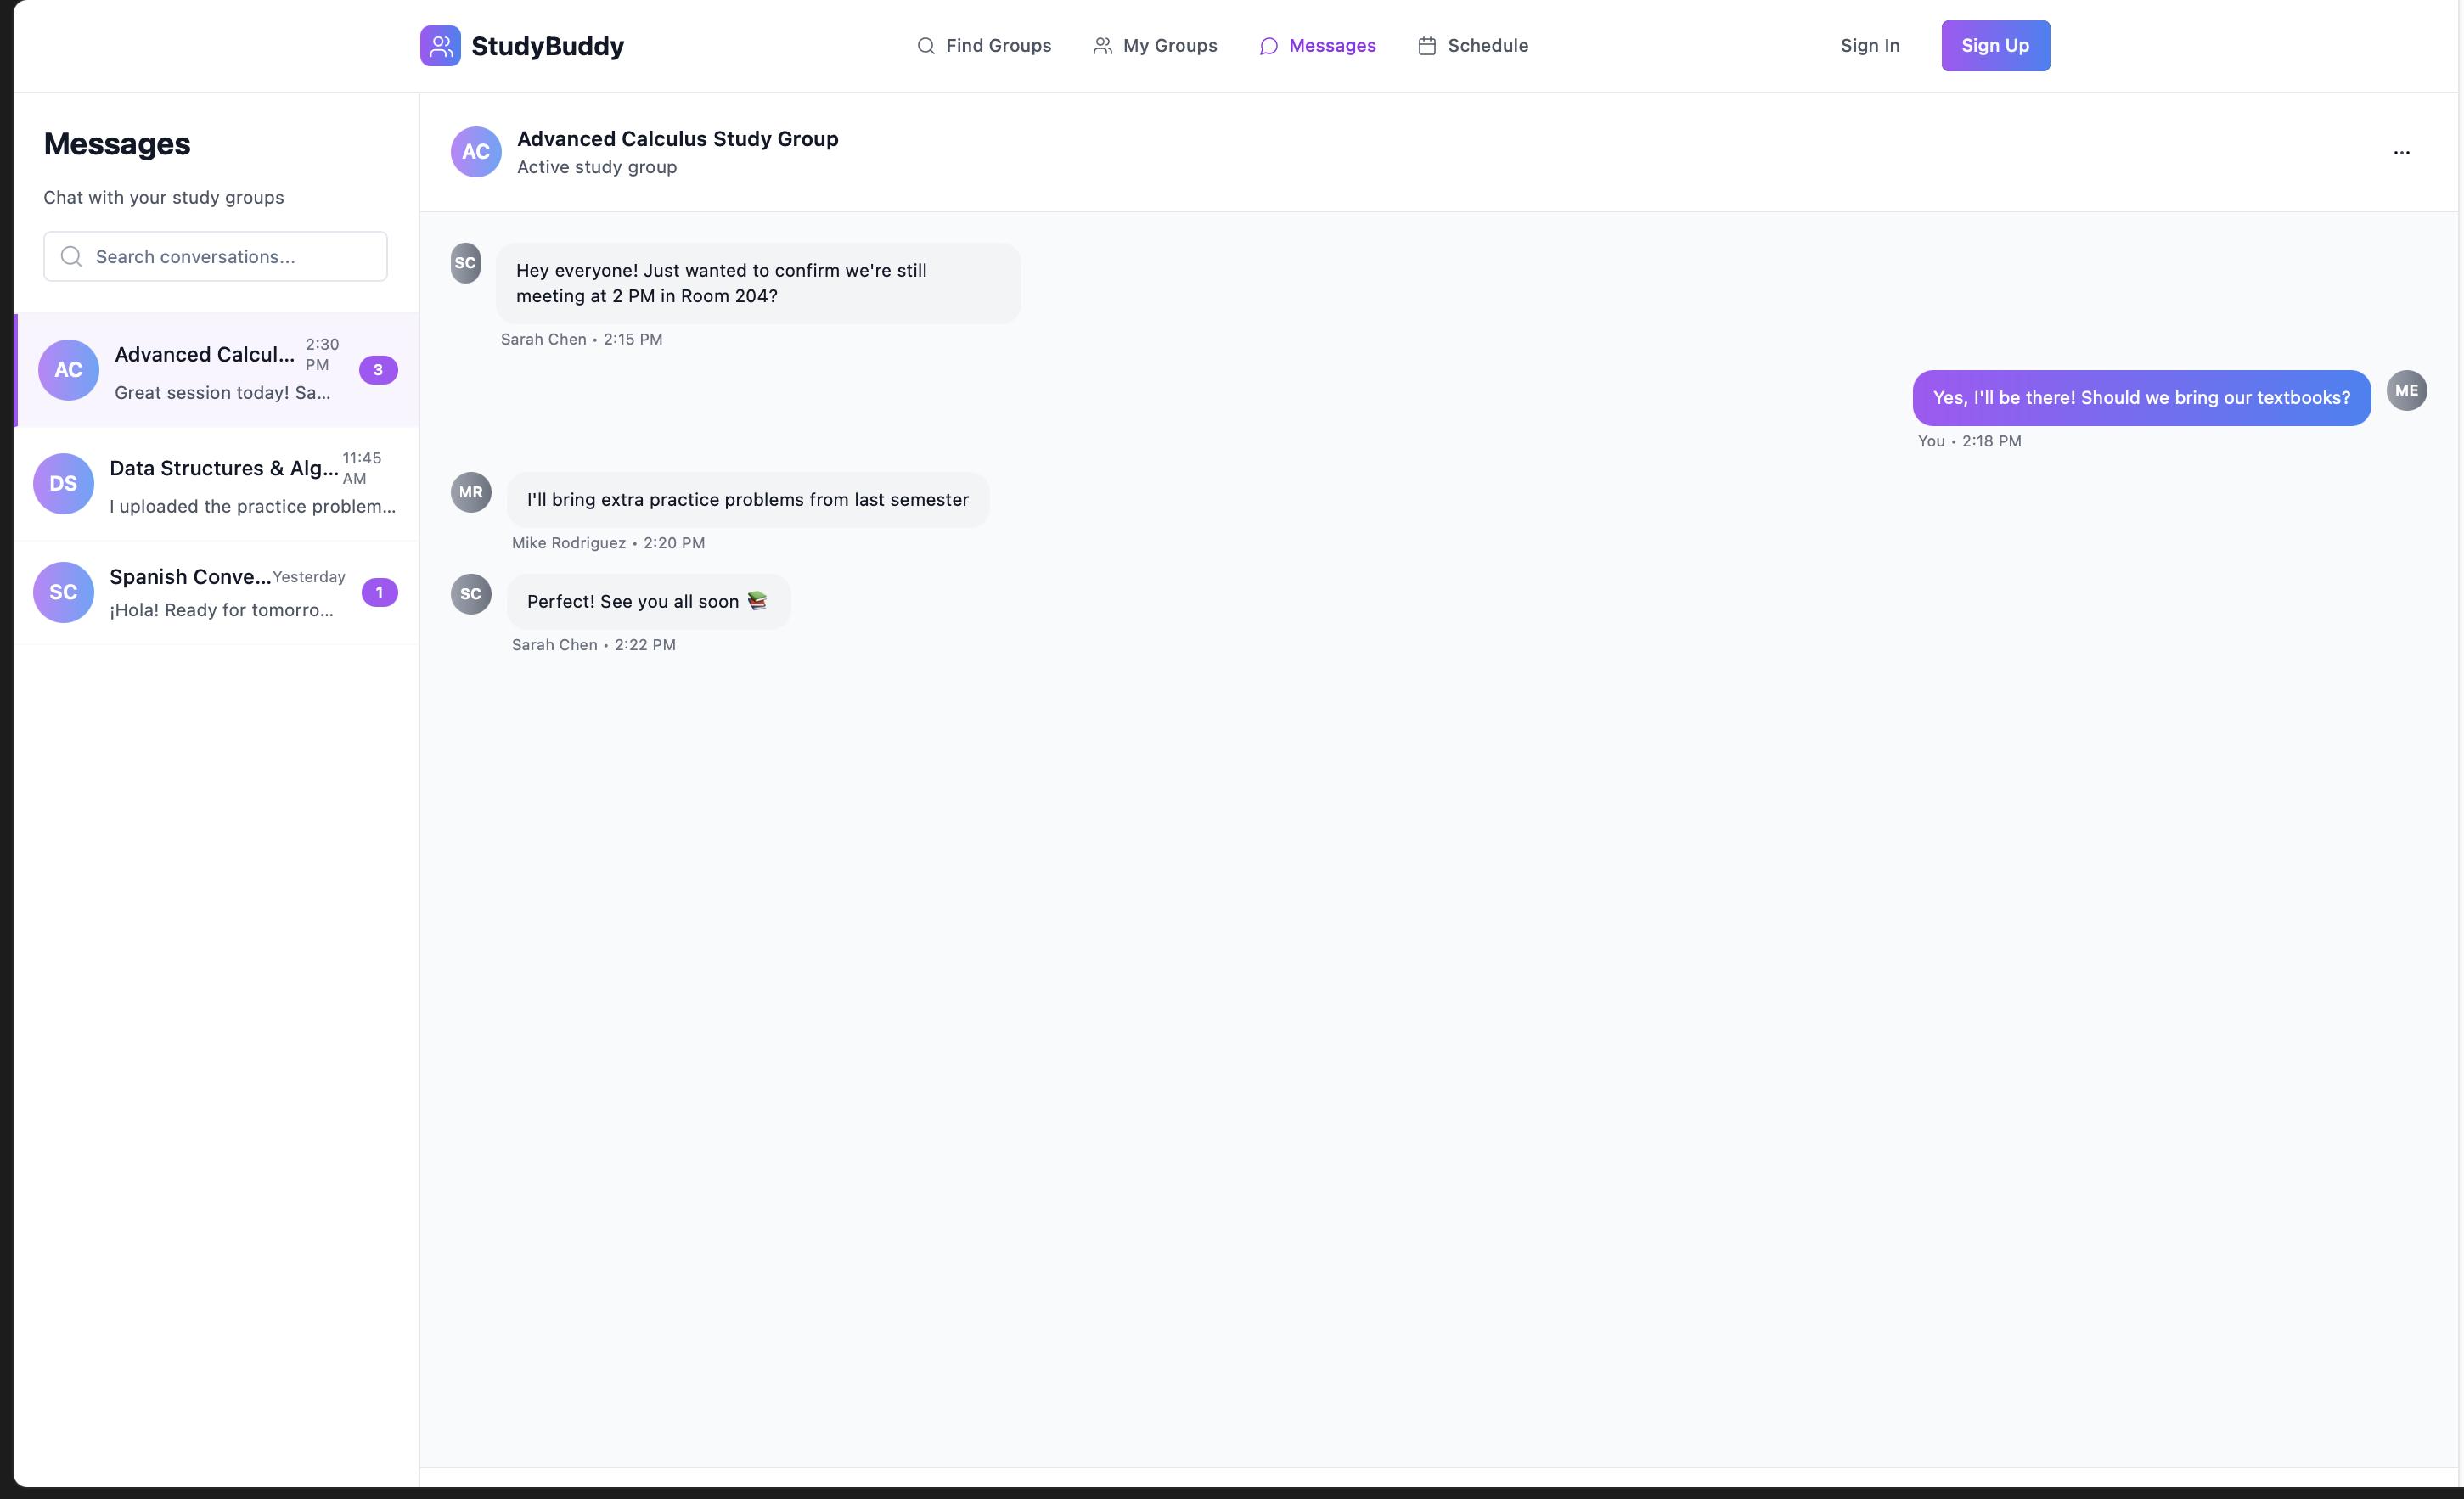 StudyBuddy
Find Groups
My Groups
Messages
Schedule
Sign In
Sign Up
Messages
Chat with your study groups
Search conversations...
AC
Advanced Calcul...
2:30
PM
Great session today! Sa...
3
DS
Data Structures & Alg...
11:45
AM
I uploaded the practice problem...
SC
Spanish Conve...
Yesterday
¡Hola! Ready for tomorro...
1
AC
Advanced Calculus Study Group
Active study group
SC
Hey everyone! Just wanted to confirm we're still
meeting at 2 PM in Room 204?
Sarah Chen • 2:15 PM
Yes, I'll be there! Should we bring our textbooks?
ME
You • 2:18 PM
MR
I'll bring extra practice problems from last semester
Mike Rodriguez • 2:20 PM
SC
Perfect! See you all soon 📚
Sarah Chen • 2:22 PM